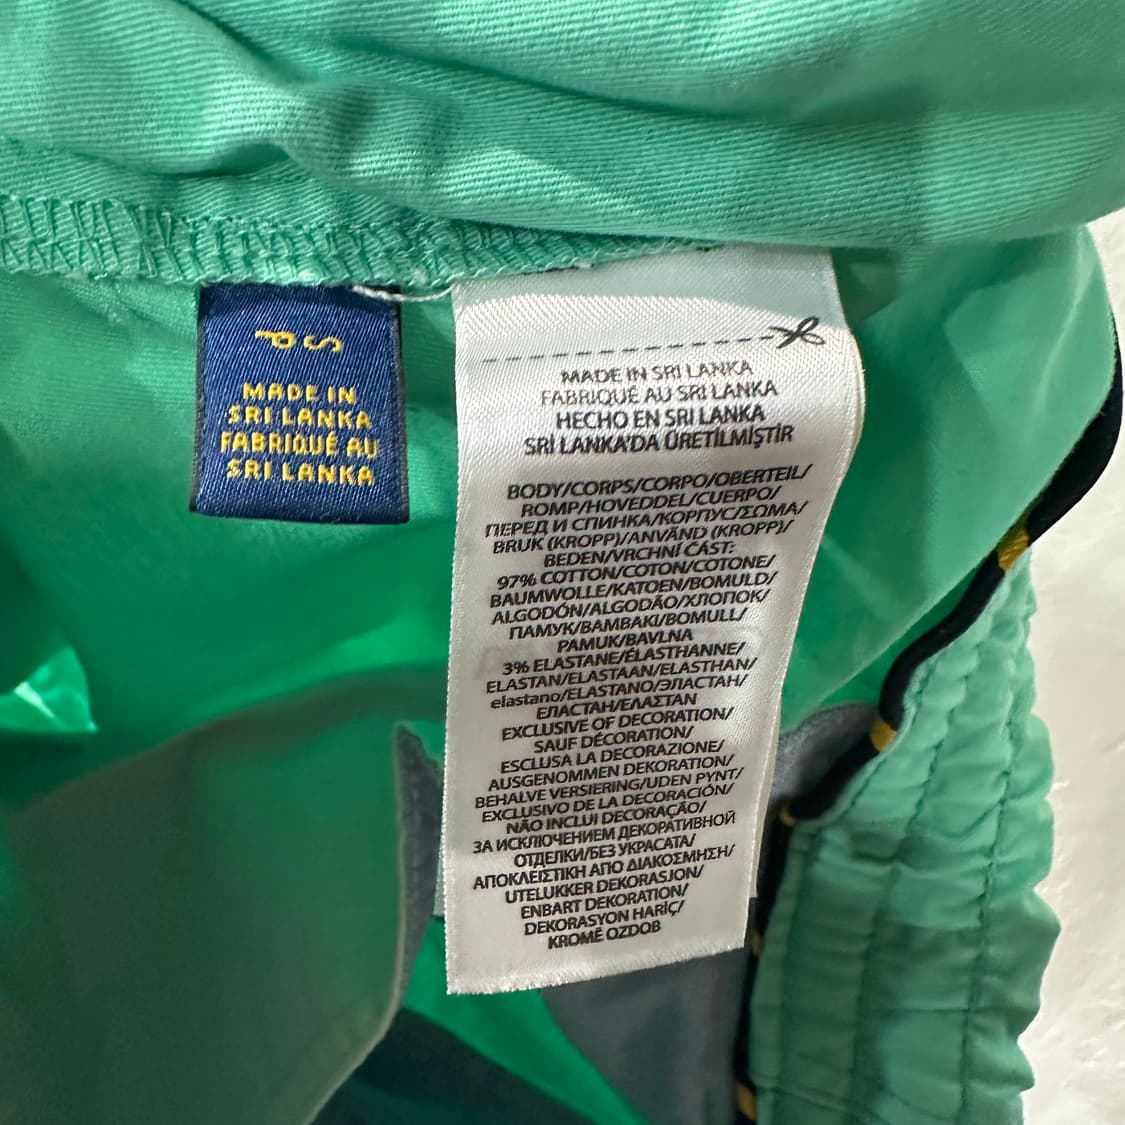 S
P
MADE IN
SRI LANKA
FABRIQUÉ AU
SRI LANKA
MADE IN SRI LANKA
FABRIQUÉ AU SRI LANKA
HECHO EN SRI LANKA
SRİ LANKA'DA ÜRETİLMİŞTİR
BODY/CORPS/CORPO/OBERTEIL/
ROMP/HOVEDDEL/CUERPO/
ПЕРЕД И СПИНКА/КОРПУС/ΣΩΜΑ/
BRUK (KROPP)/ANVÄND (KROPP)/
BEDEN/VRCHNÍ ČÁST:
97% COTTON/COTON/COTONE/
BAUMWOLLE/KATOEN/BOMULD/
ALGODÓN/ALGODÃO/ХЛОПОК/
ПАМУК/ΒΑΜΒΑΚΙ/BOMULL/
PAMUK/BAVLNA
3% ELASTANE/ÉLASTHANNE/
ELASTAN/ELASTAAN/ELASTHAN/
elastano/ELASTANO/ЭЛАСТАН/
ЕЛАСТАН/ΕΛΑΣΤΑΝ
EXCLUSIVE OF DECORATION/
SAUF DÉCORATION/
ESCLUSA LA DECORAZIONE/
AUSGENOMMEN DEKORATION/
BEHALVE VERSIERING/UDEN PYNT/
EXCLUSIVO DE LA DECORACIÓN/
NÃO INCLUI DECORAÇÃO/
ЗА ИСКЛЮЧЕНИЕМ ДЕКОРАТИВНОЙ
ОТДЕЛКИ/БЕЗ УКРАСАТА/
ΑΠΟΚΛΕΙΣΤΙΚΗ ΑΠΟ ΔΙΑΚΟΣΜΗΣΗ/
UTELUKKER DEKORASJON/
ENBART DEKORATION/
DEKORASYON HARİÇ/
KROMĚ OZDOB